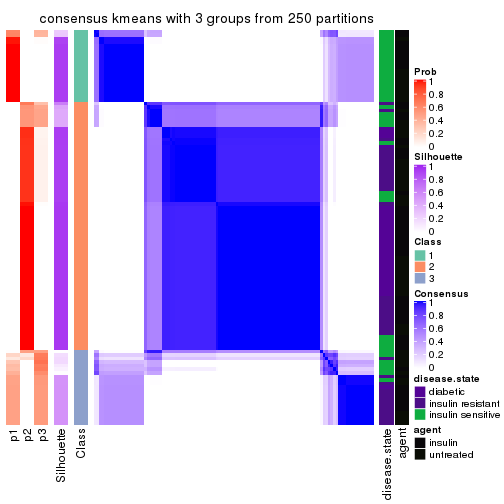 consensus kmeans with 3 groups from 250 partitions
Prob
1
0.8
0.6
0.4
0.2
0
Silhouette
1
0.8
0.6
0.4
0.2
0
Class
1
2
3
Consensus
1
0.8
0.6
0.4
0.2
0
disease.state
diabetic
insulin resistant
insulin sensitive
agent
insulin
untreated
p1
p2
p3
Silhouette
Class
disease.state
agent